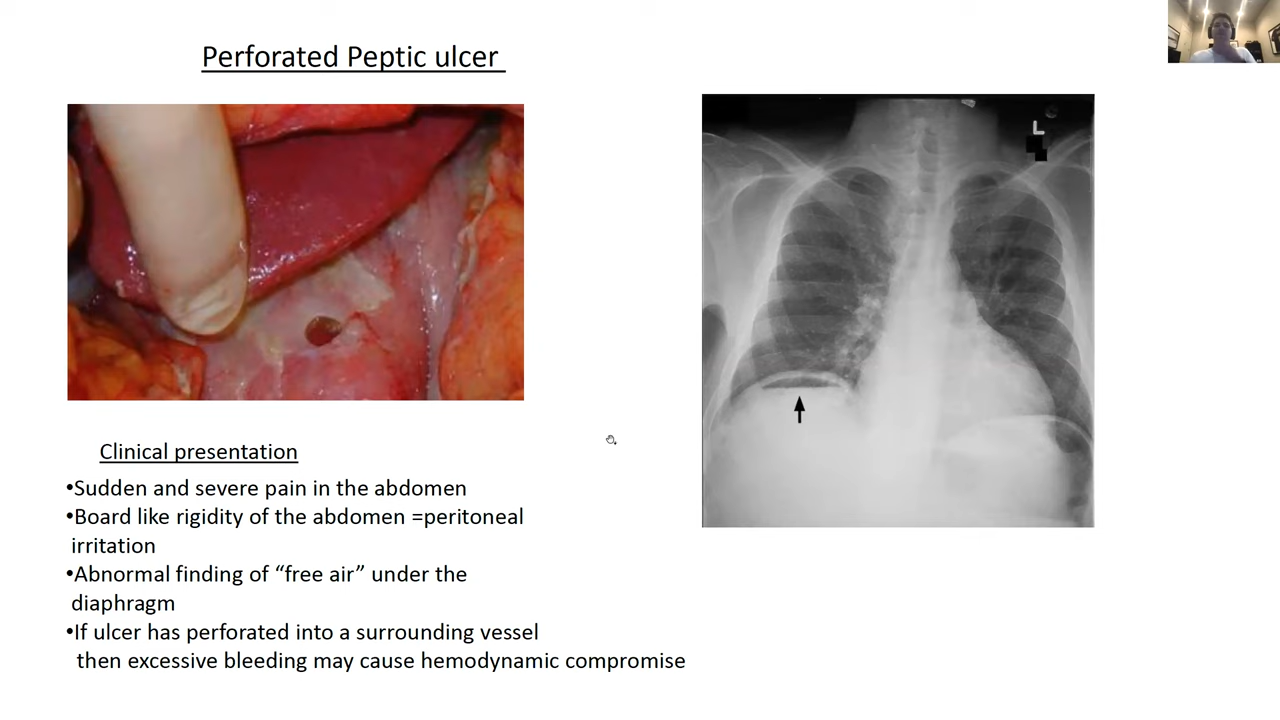 Perforated Peptic ulcer
L
Clinical presentation
•Sudden and severe pain in the abdomen
•Board like rigidity of the abdomen =peritoneal
irritation
•Abnormal finding of “free air” under the
diaphragm
•If ulcer has perforated into a surrounding vessel
then excessive bleeding may cause hemodynamic compromise